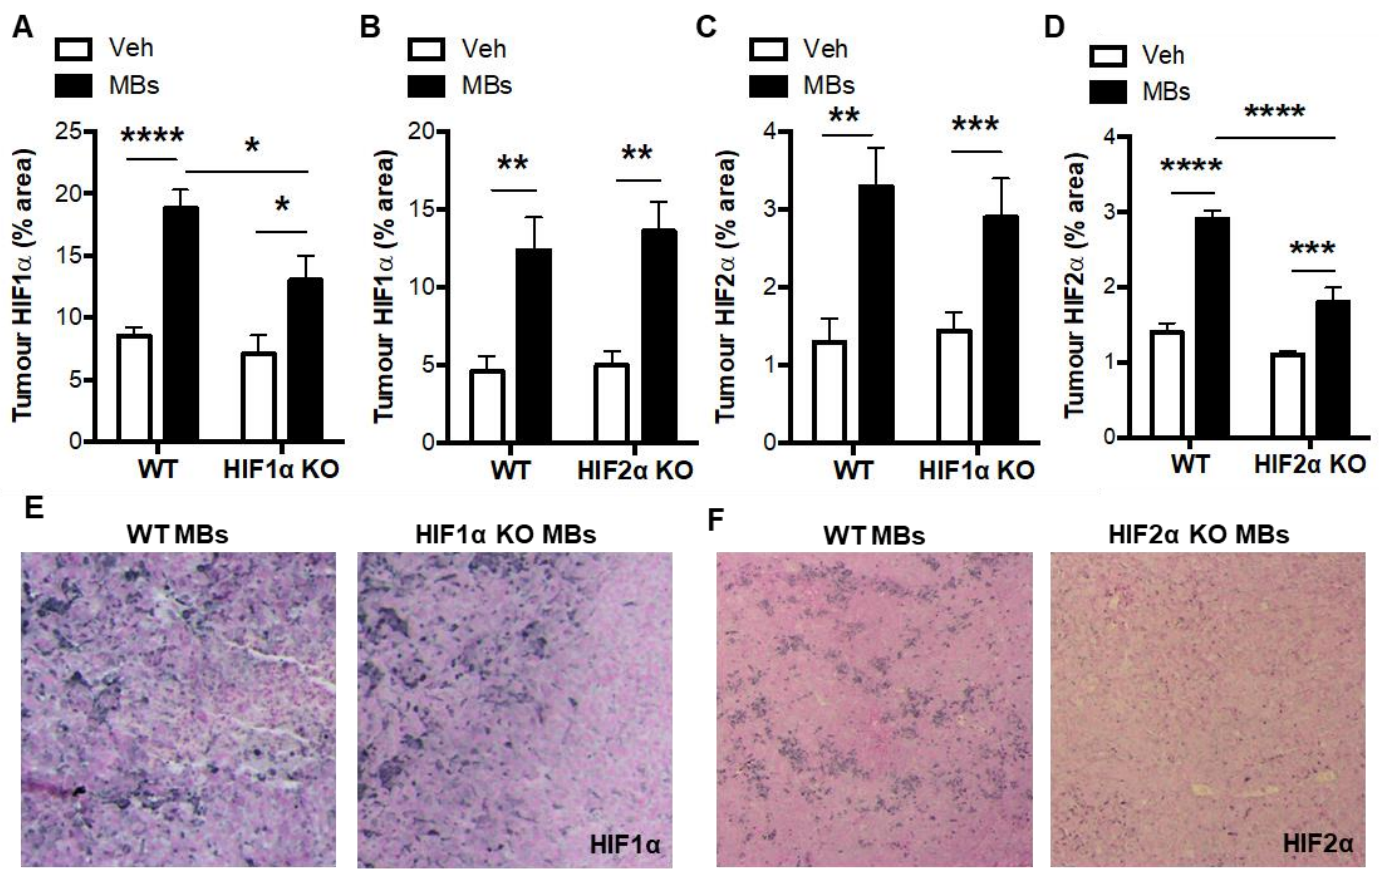 A
Veh
MBs
Tumour HIF1α (% area)
25
20
15
10
5
0
****
*
*
WT
HIF1α KO
B
Veh
MBs
Tumour HIF1α (% area)
20
15
10
5
0
**
**
WT
HIF2α KO
C
Veh
MBs
Tumour HIF2α (% area)
4
3
2
1
0
**
***
WT
HIF1α KO
D
Veh
MBs
Tumour HIF2α (% area)
4
3
2
1
0
****
****
***
WT
HIF2α KO
E
WT MBs
HIF1α KO MBs
HIF1α
F
WT MBs
HIF2α KO MBs
HIF2α